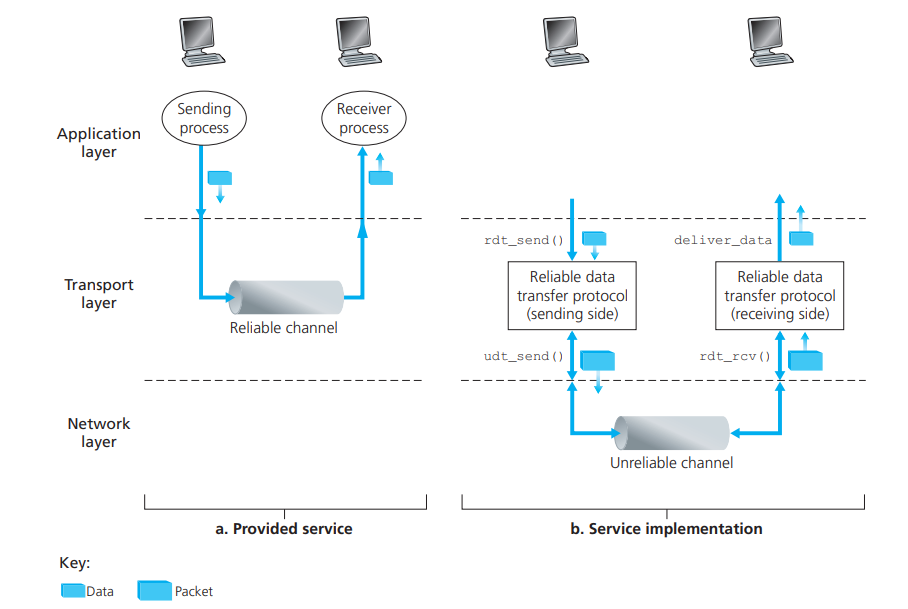 Sending
process
Receiver
process
Application
layer
rdt_send()
deliver_data
Transport
layer
Reliable data
transfer protocol
(sending side)
Reliable data
transfer protocol
(receiving side)
Reliable channel
udt_send()
rdt_rcv()
Network
layer
Unreliable channel
a. Provided service
b. Service implementation
Key:
Data
Packet